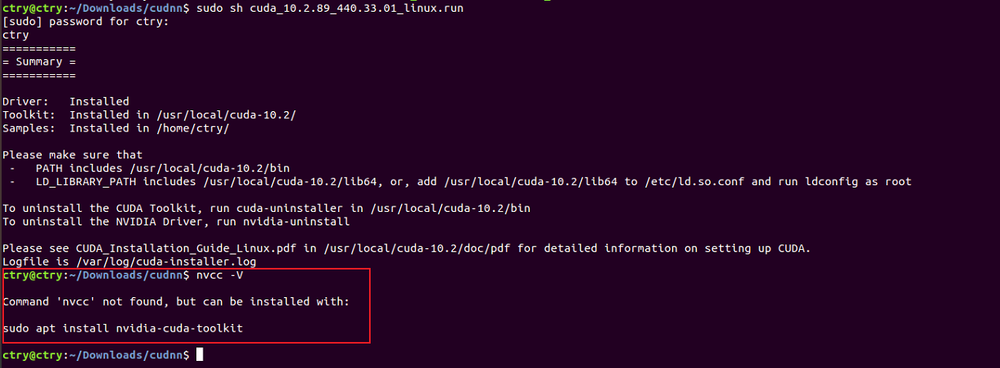 ctry@ctry:~/Downloads/cudnn$ sudo sh cuda_10.2.89_440.33.01_linux.run
[sudo] password for ctry:
ctry
===========
= Summary =
===========
Driver:   Installed
Toolkit:  Installed in /usr/local/cuda-10.2/
Samples:  Installed in /home/ctry/
Please make sure that
 -   PATH includes /usr/local/cuda-10.2/bin
 -   LD_LIBRARY_PATH includes /usr/local/cuda-10.2/lib64, or, add /usr/local/cuda-10.2/lib64 to /etc/ld.so.conf and run ldconfig as root
To uninstall the CUDA Toolkit, run cuda-uninstaller in /usr/local/cuda-10.2/bin
To uninstall the NVIDIA Driver, run nvidia-uninstall
Please see CUDA_Installation_Guide_Linux.pdf in /usr/local/cuda-10.2/doc/pdf for detailed information on setting up CUDA.
Logfile is /var/log/cuda-installer.log
ctry@ctry:~/Downloads/cudnn$ nvcc -V
Command 'nvcc' not found, but can be installed with:
sudo apt install nvidia-cuda-toolkit
ctry@ctry:~/Downloads/cudnn$